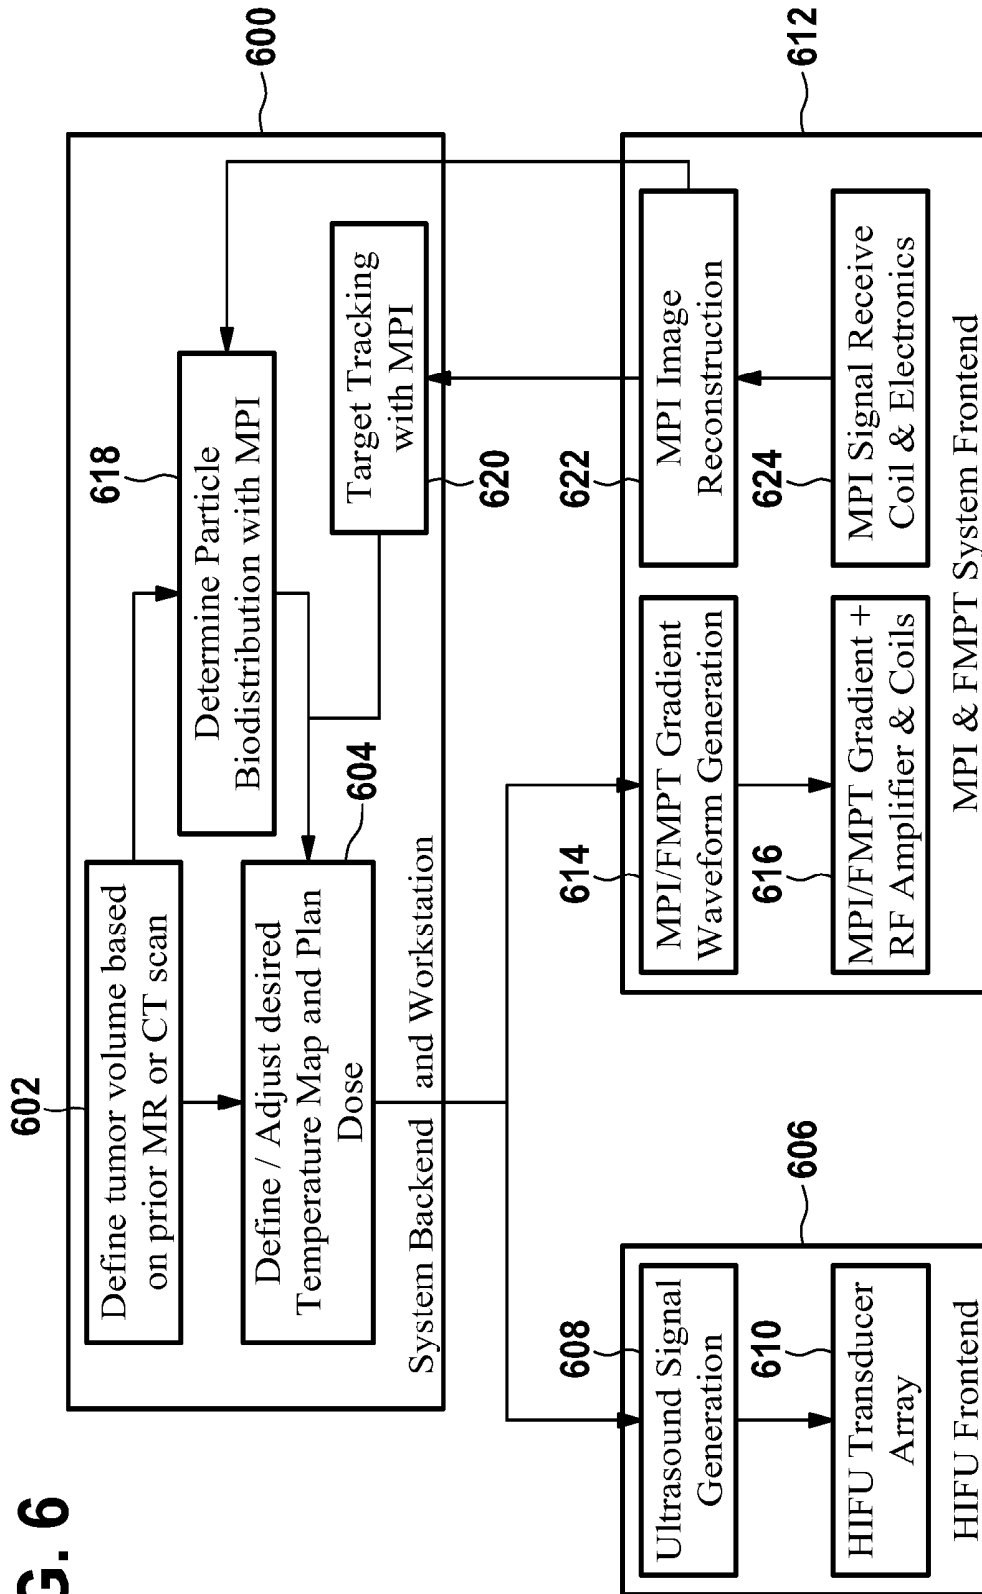 G. 6
600
602
Define tumor volume based
on prior MR or CT scan
618
Determine Particle
Biodistribution with MPI
604
Define / Adjust desired
Temperature Map and Plan
Dose
Target Tracking
with MPI
620
System Backend and Workstation
606
608
Ultrasound Signal
Generation
610
HIFU Transducer
Array
HIFU Frontend
612
614
MPI/FMPT Gradient
Waveform Generation
616
MPI/FMPT Gradient +
RF Amplifier & Coils
622
MPI Image
Reconstruction
624
MPI Signal Receive
Coil & Electronics
MPI & FMPT System Frontend